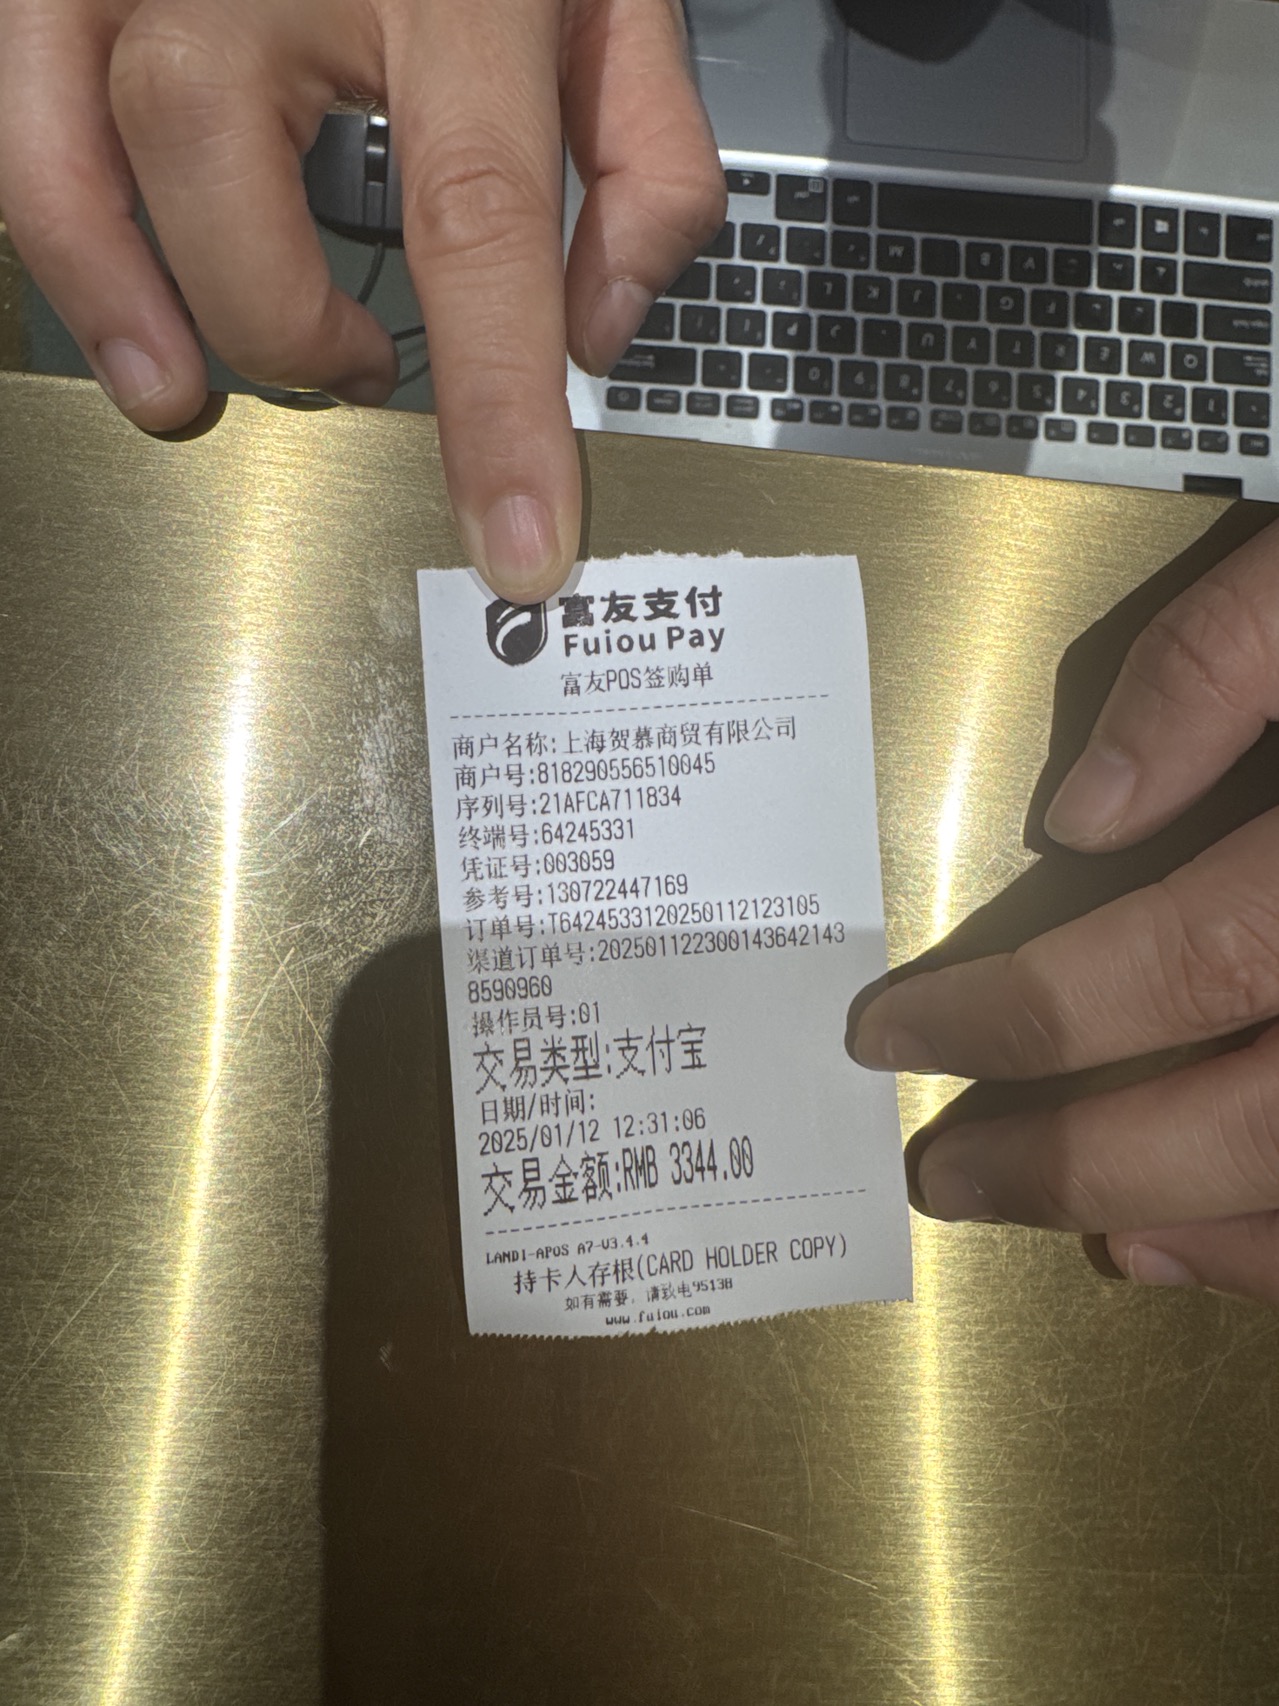 富友支付
Fuiou Pay
富友POS签购单
商户名称:上海贺慕商贸有限公司
商户号:818290556510045
序列号:21AFCA711834
终端号:64245331
凭证号:003059
参考号:130722447169
订单号:T6424533120250112123105
渠道订单号:202501122300143642143
8590960
操作员号:01
交易类型:支付宝
日期/时间:
2025/01/12 12:31:06
交易金额:RMB 3344.00
LANDI-APOS A7-V3.4.4
持卡人存根(CARD HOLDER COPY)
如有需要，请致电95138
www.fuiou.com